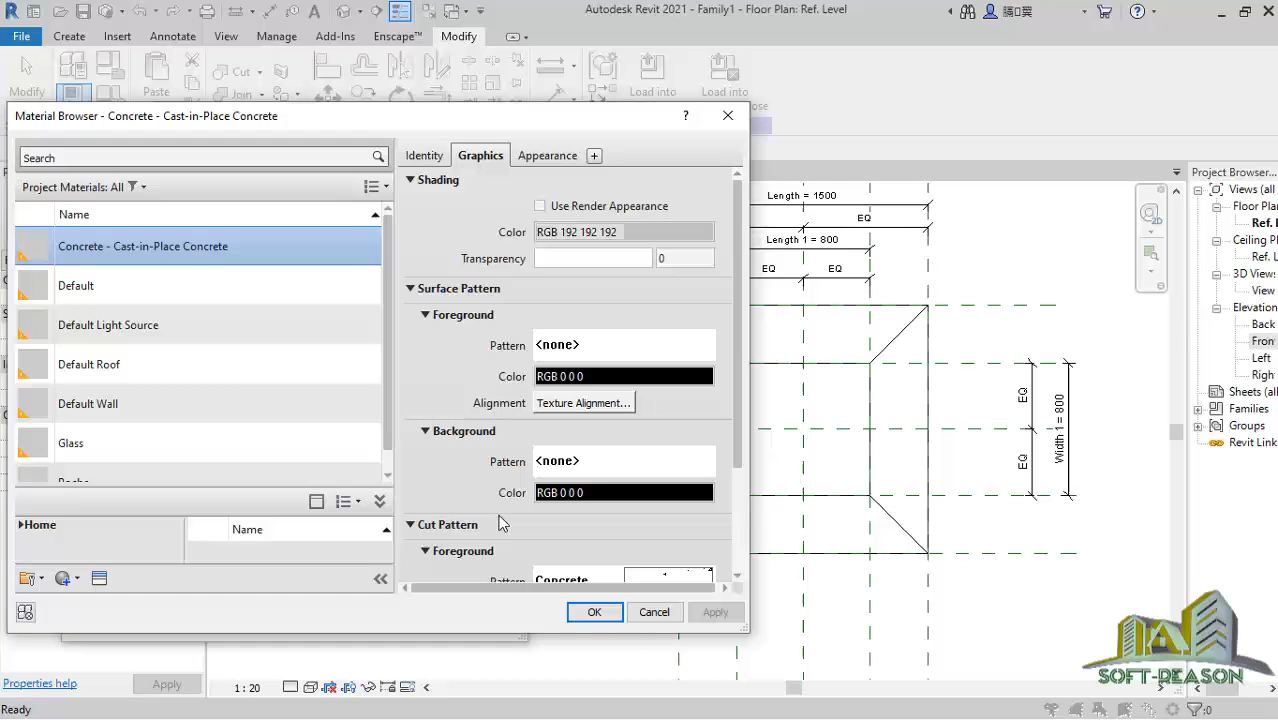 Autodesk Revit 2021 - Family1 - Floor Plan: Ref. Level
File Create Insert Annotate View Manage Add-Ins Enscape™ Modify
Modify Paste Cut Join Load into Load into
Material Browser - Concrete - Cast-in-Place Concrete
Search
Project Materials: All
Name
Concrete - Cast-in-Place Concrete
Default
Default Light Source
Default Roof
Default Wall
Glass
Home
Name
Identity Graphics Appearance
Shading
Use Render Appearance
Color RGB 192 192 192
Transparency 0
Surface Pattern
Foreground
Pattern <none>
Color RGB 0 0 0
Alignment Texture Alignment...
Background
Pattern <none>
Color RGB 0 0 0
Cut Pattern
Foreground
Pattern Concrete
OK Cancel Apply
Length = 1500
EQ
Length 1 = 800
EQ EQ
EQ
EQ
Width 1 = 800
Project Browser...
Views (all
Floor Plan
Ref. L
Ceiling P
Ref. L
3D Views
View
Elevation
Back
Fron
Left
Right
Sheets (all
Families
Groups
Revit Link
Properties help Apply
1 : 20
Ready
:0
SOFT-REASON